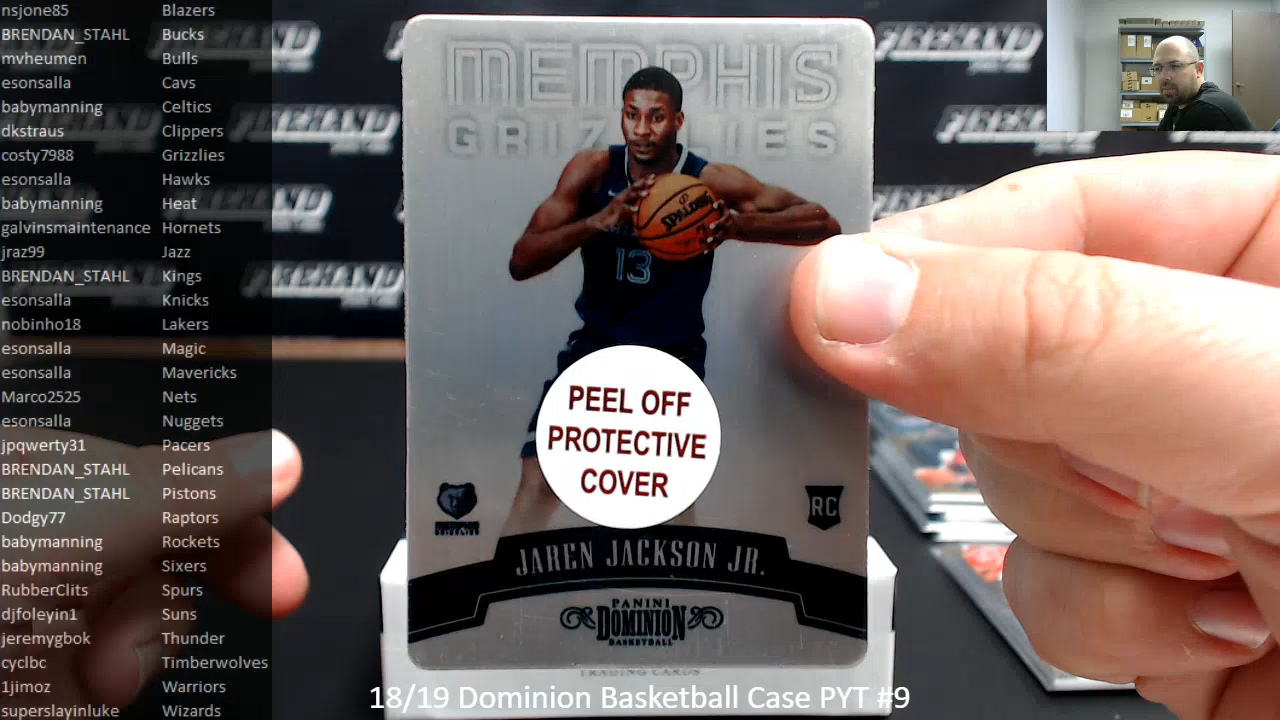 nsjone85 Blazers
BRENDAN_STAHL Bucks
mvheumen Bulls
esonsalla Cavs
babymanning Celtics
dkstraus Clippers
costy7988 Grizzlies
esonsalla Hawks
babymanning Heat
galvinsmaintenance Hornets
jraz99 Jazz
BRENDAN_STAHL Kings
esonsalla Knicks
nobinho18 Lakers
esonsalla Magic
esonsalla Mavericks
Marco2525 Nets
esonsalla Nuggets
jpqwerty31 Pacers
BRENDAN_STAHL Pelicans
BRENDAN_STAHL Pistons
Dodgy77 Raptors
babymanning Rockets
babymanning Sixers
RubberClits Spurs
djfoleyin1 Suns
jeremygbok Thunder
cyclbc Timberwolves
1jimoz Warriors
superslayinluke Wizards
MEMPHIS
SPALDING
13
PEEL OFF
PROTECTIVE
COVER
RC
JAREN JACKSON JR.
PANINI
DOMINION
BASKETBALL
TRADING CARDS
18/19 Dominion Basketball Case PYT #9